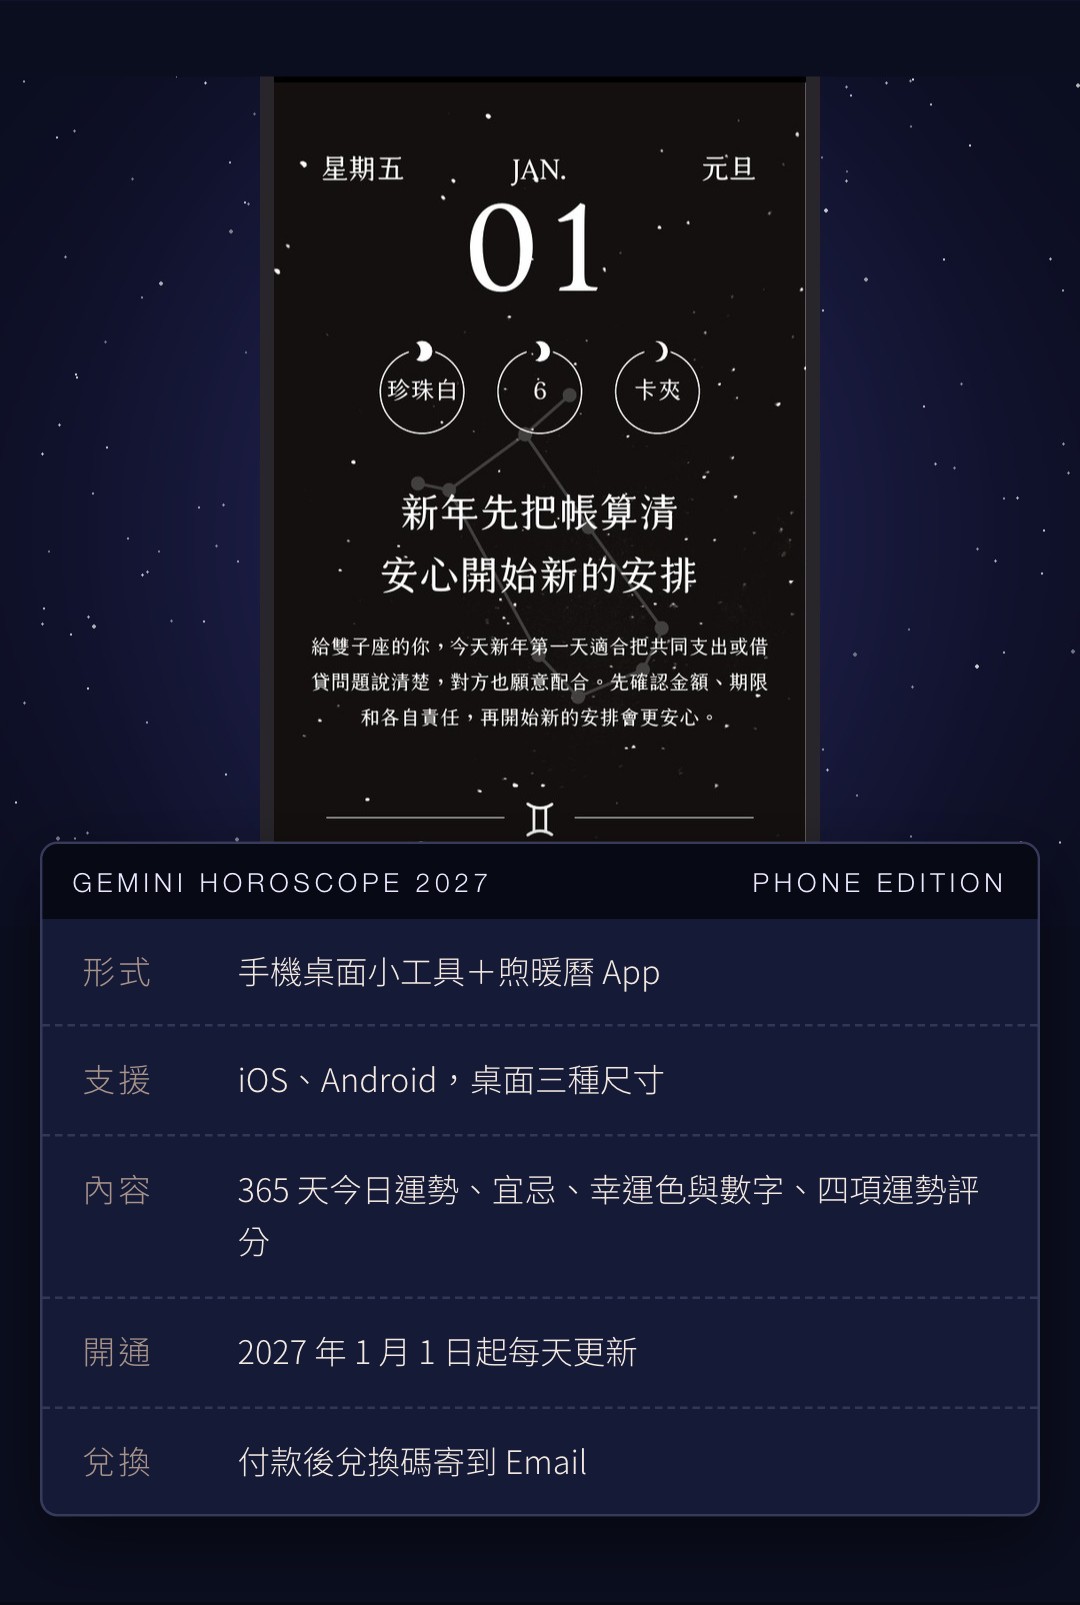 星期五 JAN. 元旦
01
珍珠白 6 卡夾
新年先把帳算清
安心開始新的安排
給雙子座的你，今天新年第一天適合把共同支出或借
貸問題說清楚，對方也願意配合。先確認金額、期限
和各自責任，再開始新的安排會更安心。
GEMINI HOROSCOPE 2027 PHONE EDITION
形式 手機桌面小工具＋煦暖曆 App
支援 iOS、Android，桌面三種尺寸
內容 365 天今日運勢、宜忌、幸運色與數字、四項運勢評
分
開通 2027 年 1 月 1 日起每天更新
兌換 付款後兌換碼寄到 Email